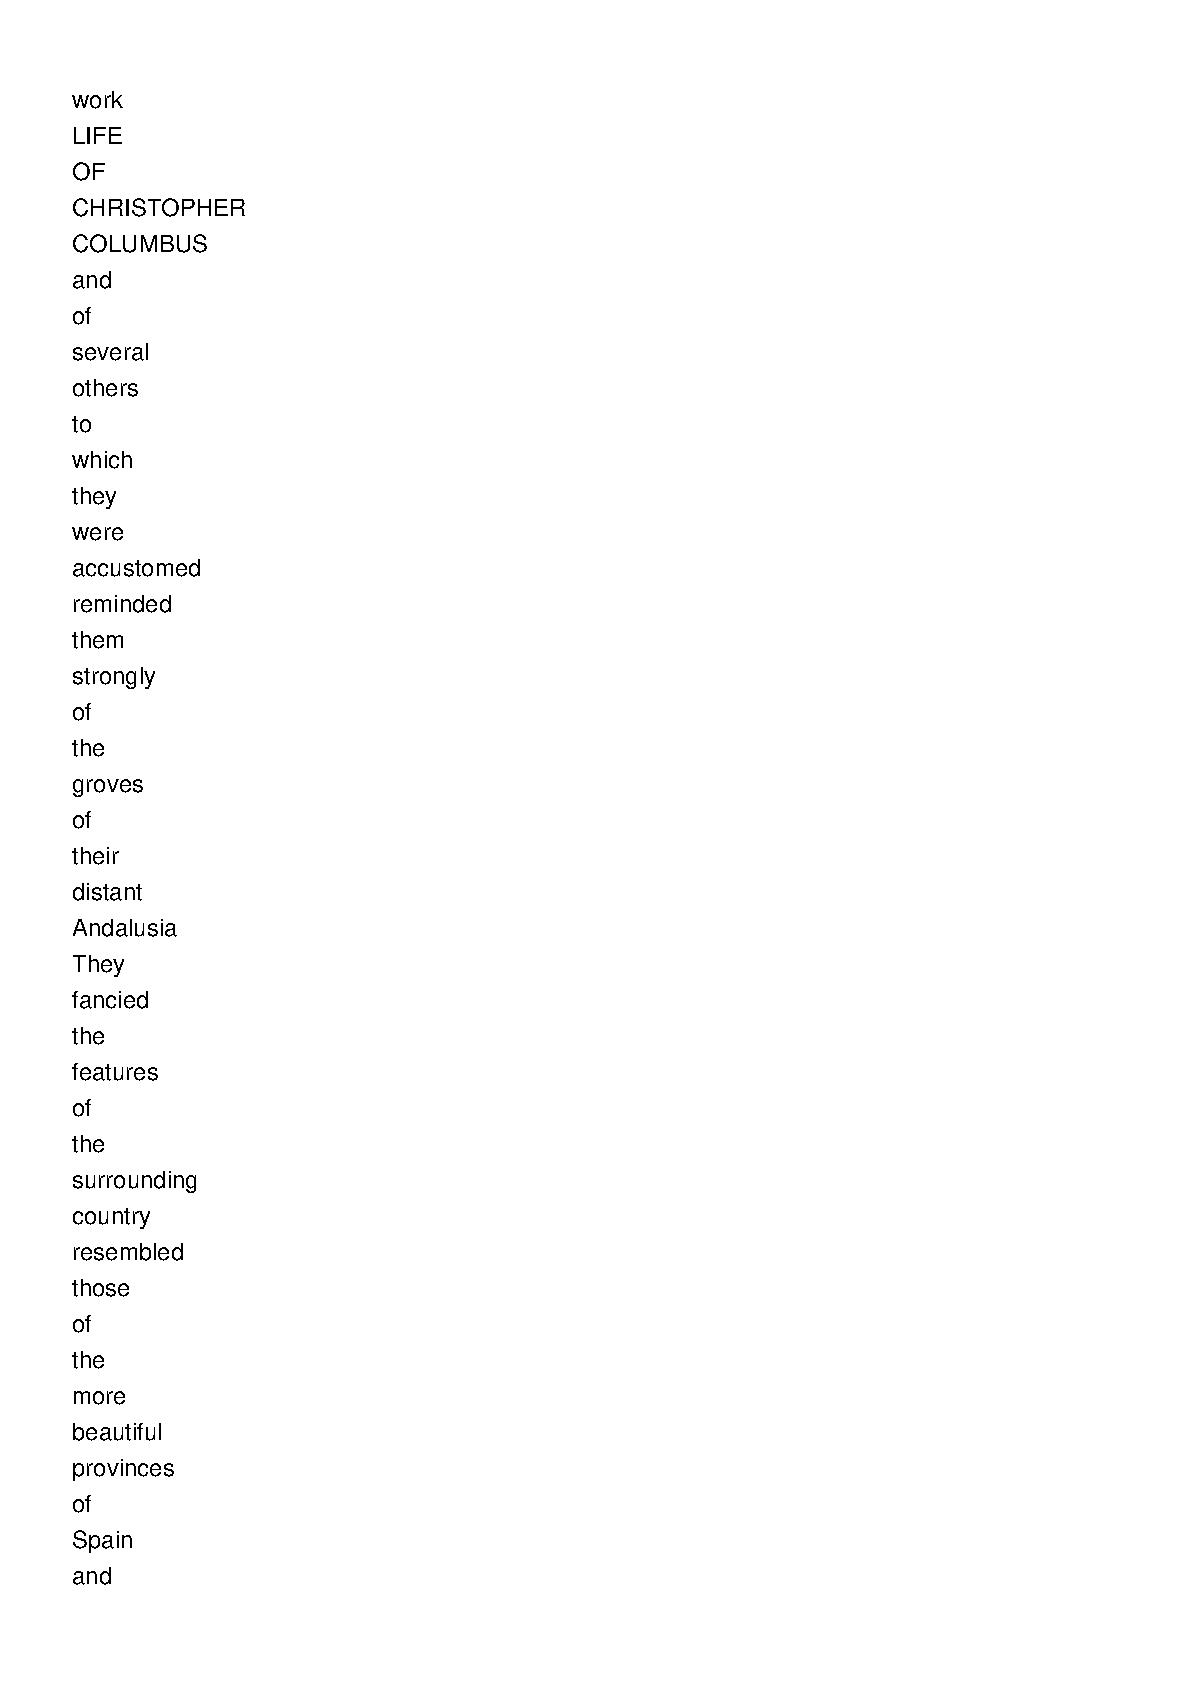 work
LIFE
OF
CHRISTOPHER
COLUMBUS
and
of
several
others
to
which
they
were
accustomed
reminded
them
strongly
of
the
groves
of
their
distant
Andalusia
They
fancied
the
features
of
the
surrounding
country
resembled
those
of
the
more
beautiful
provinces
of
Spain
and